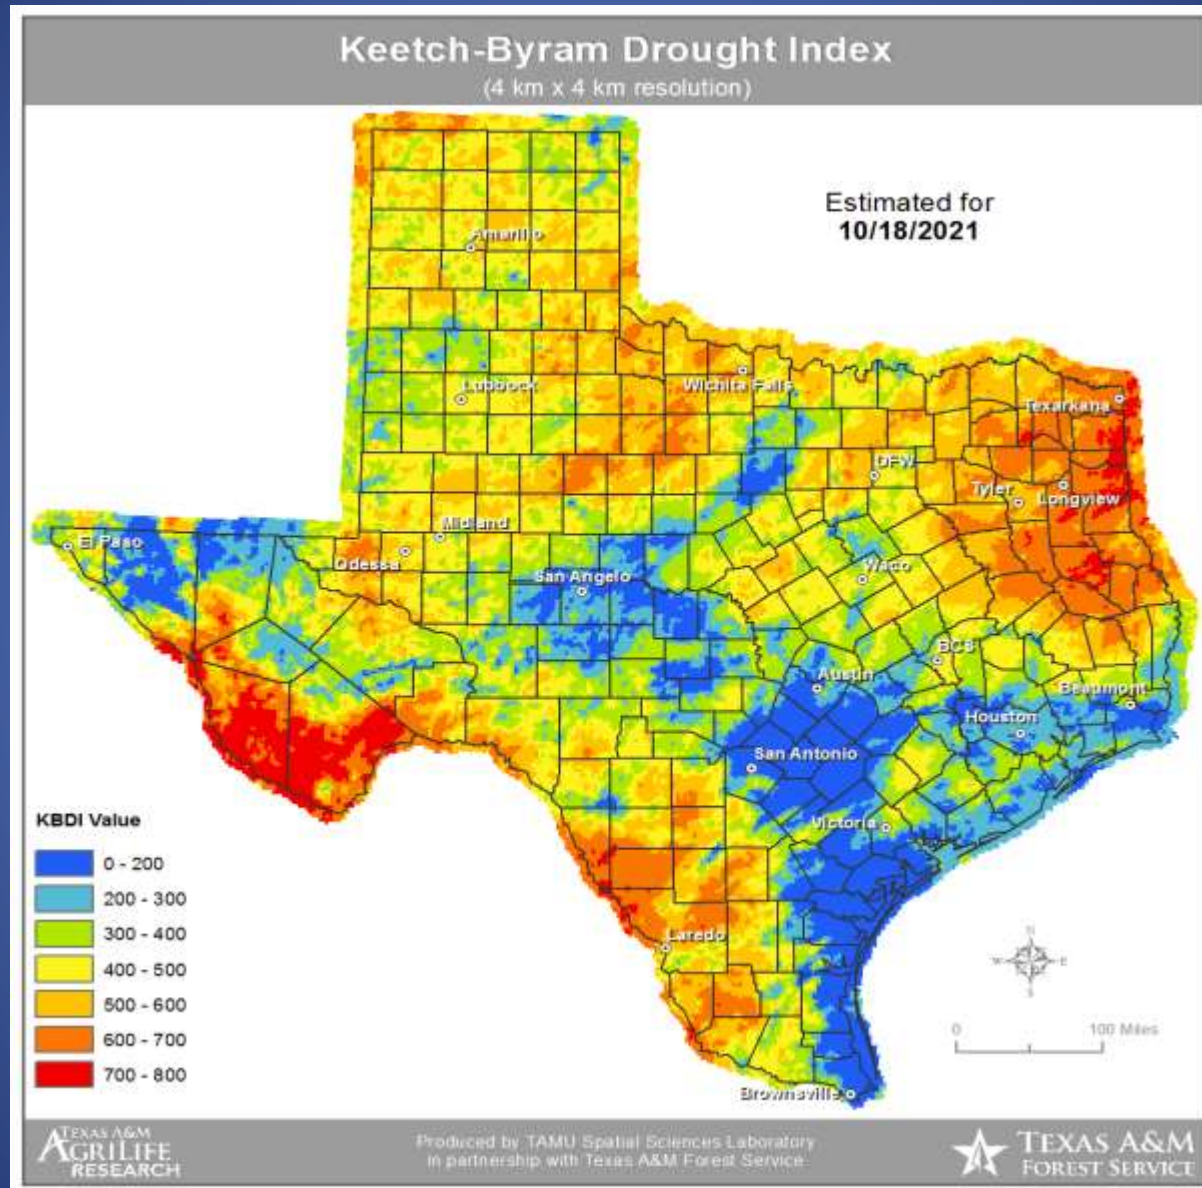 Keetch-Byram Drought Index
(4 km x 4 km resolution)
Estimated for
10/18/2021
Amarillo
Lubbock
Wichita Falls
Texarkana
DFW
Tyler
Longview
Midland
El Paso
Odessa
San Angelo
Waco
BCS
Austin
Beaumont
Houston
San Antonio
Victoria
Laredo
Brownsville
KBDI Value
0 - 200
200 - 300
300 - 400
400 - 500
500 - 600
600 - 700
700 - 800
N
W E
S
0 100 Miles
TEXAS A&M
AGRILIFE
RESEARCH
Produced by TAMU Spatial Sciences Laboratory
in partnership with Texas A&M Forest Service
TEXAS A&M
FOREST SERVICE